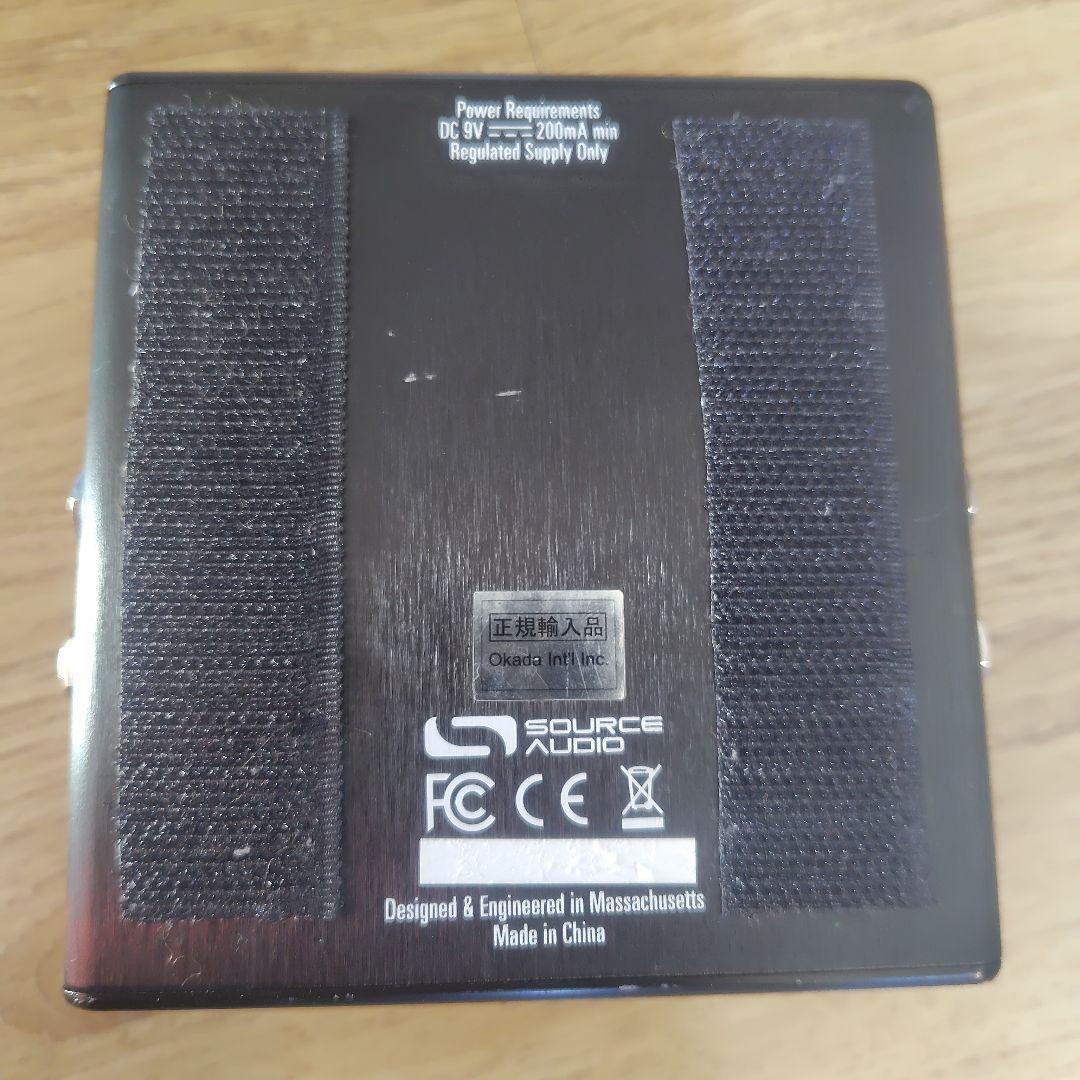 Power Requirements
DC 9V ⎓ 200mA min
Regulated Supply Only
正規輸入品
Okada Int'l Inc.
SOURCE
AUDIO
FC CE
Designed & Engineered in Massachusetts
Made in China